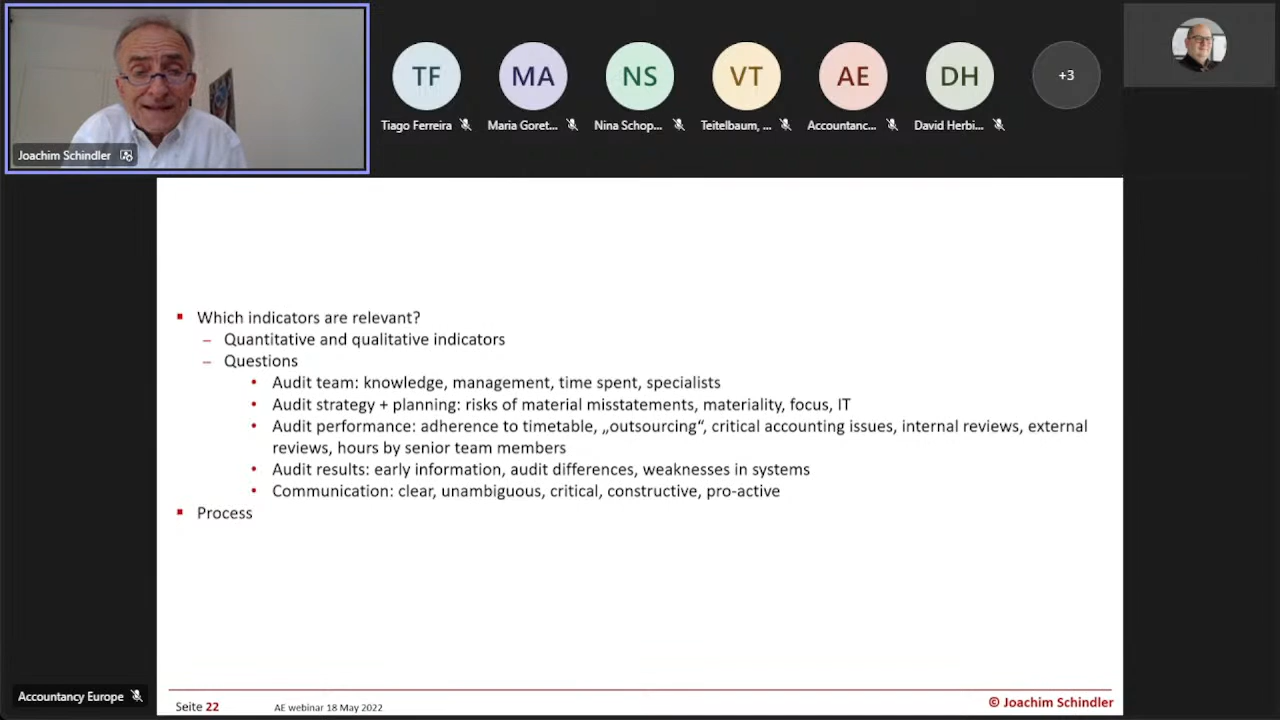 TF
MA
NS
VT
AE
DH
+3
Tiago Ferreira
Maria Goret...
Nina Schop...
Teitelbaum, ...
Accountanc...
David Herbi...
Joachim Schindler
▪ Which indicators are relevant?
– Quantitative and qualitative indicators
– Questions
• Audit team: knowledge, management, time spent, specialists
• Audit strategy + planning: risks of material misstatements, materiality, focus, IT
• Audit performance: adherence to timetable, „outsourcing“, critical accounting issues, internal reviews, external
reviews, hours by senior team members
• Audit results: early information, audit differences, weaknesses in systems
• Communication: clear, unambiguous, critical, constructive, pro-active
▪ Process
Accountancy Europe
Seite 22
AE webinar 18 May 2022
© Joachim Schindler